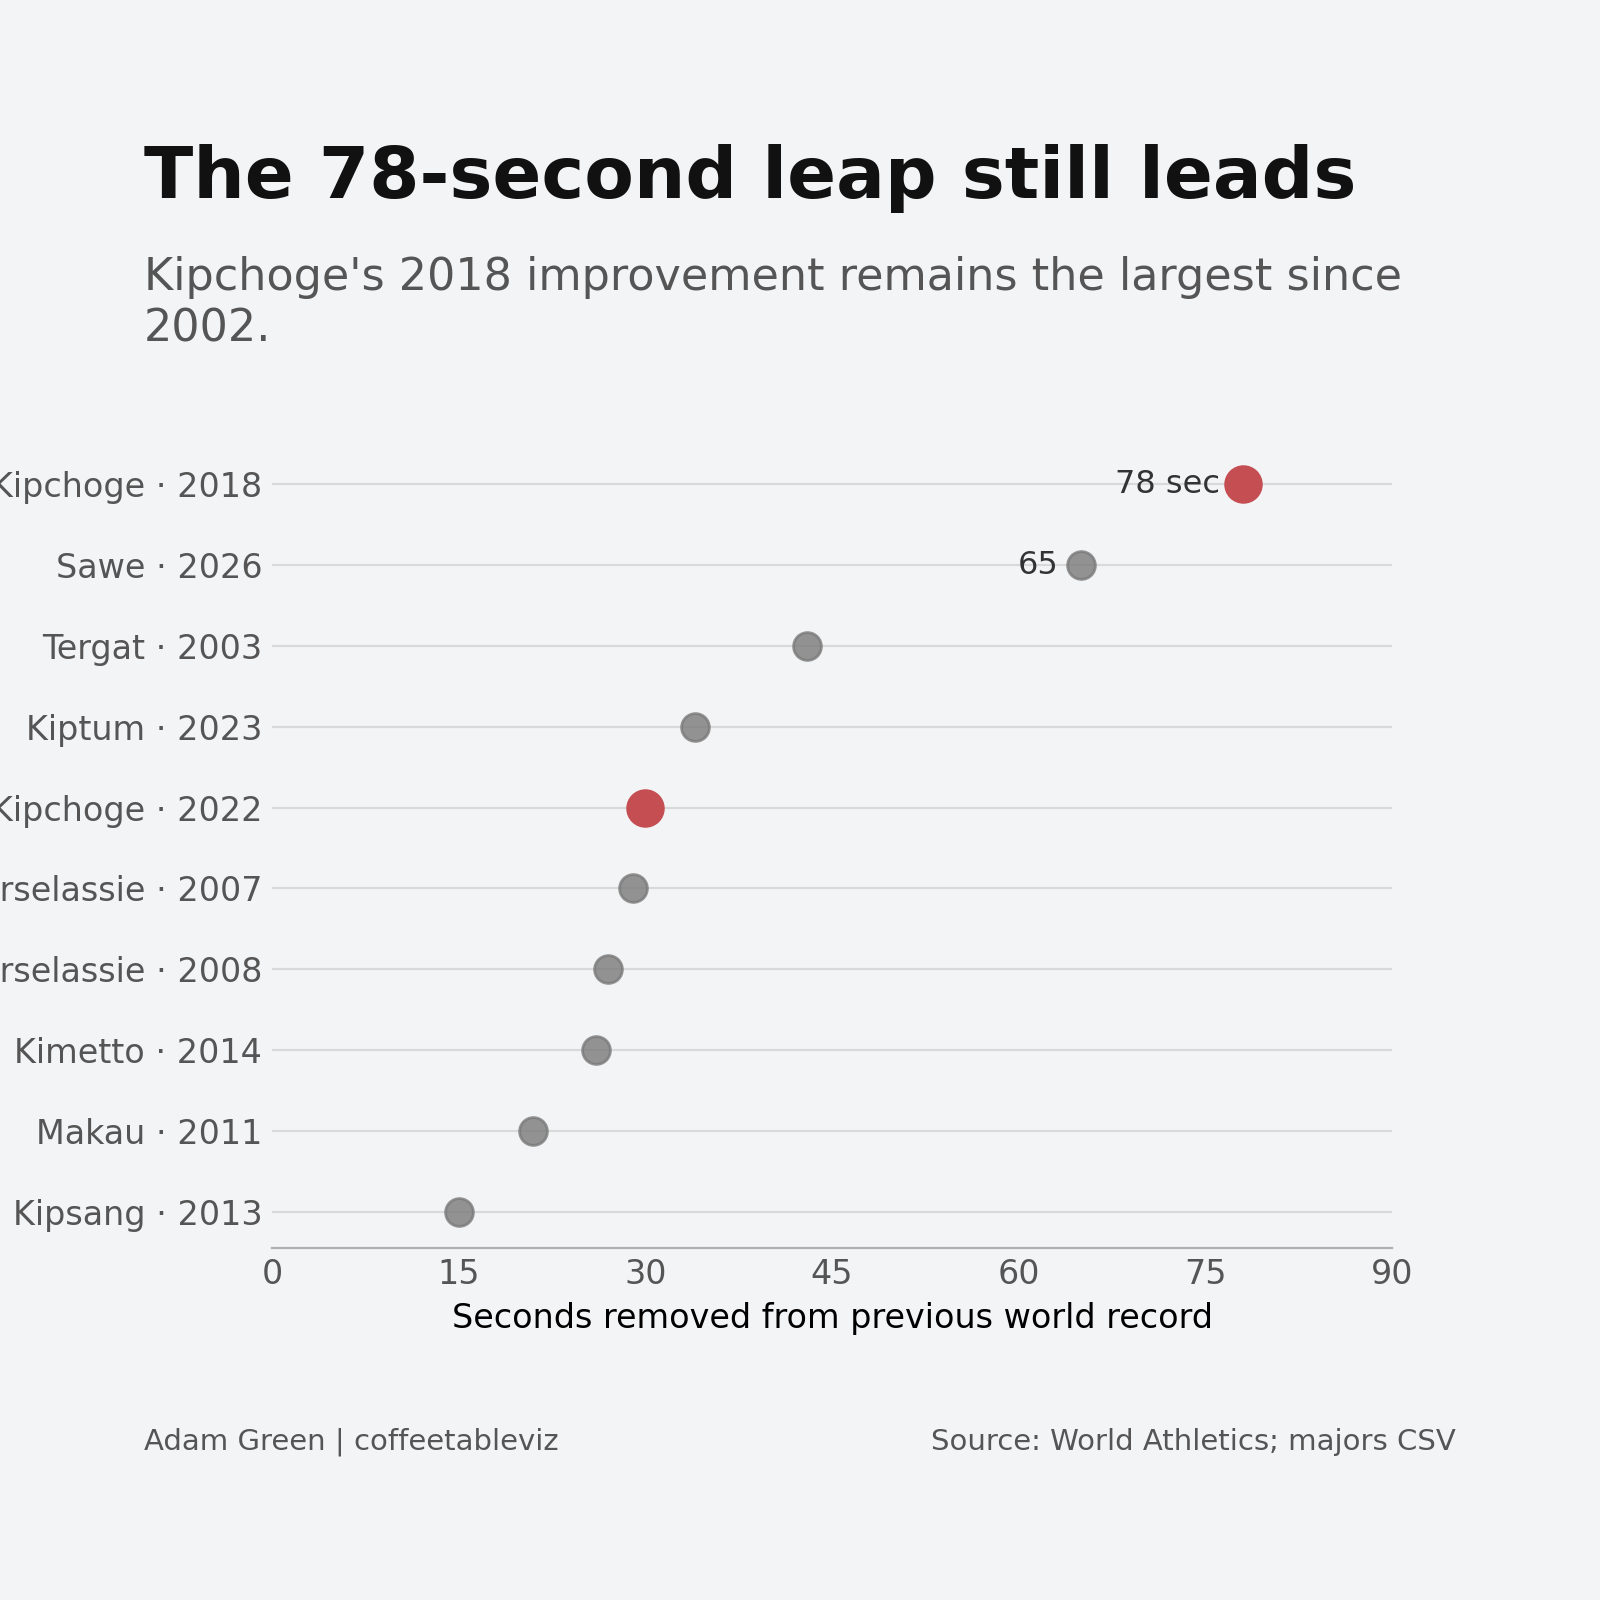 The 78-second leap still leads
Kipchoge's 2018 improvement remains the largest since
2002.
Kipchoge · 2018
78 sec
Sawe · 2026
65
Tergat · 2003
Kiptum · 2023
Kipchoge · 2022
rselassie · 2007
rselassie · 2008
Kimetto · 2014
Makau · 2011
Kipsang · 2013
0 15 30 45 60 75 90
Seconds removed from previous world record
Adam Green | coffeetableviz
Source: World Athletics; majors CSV